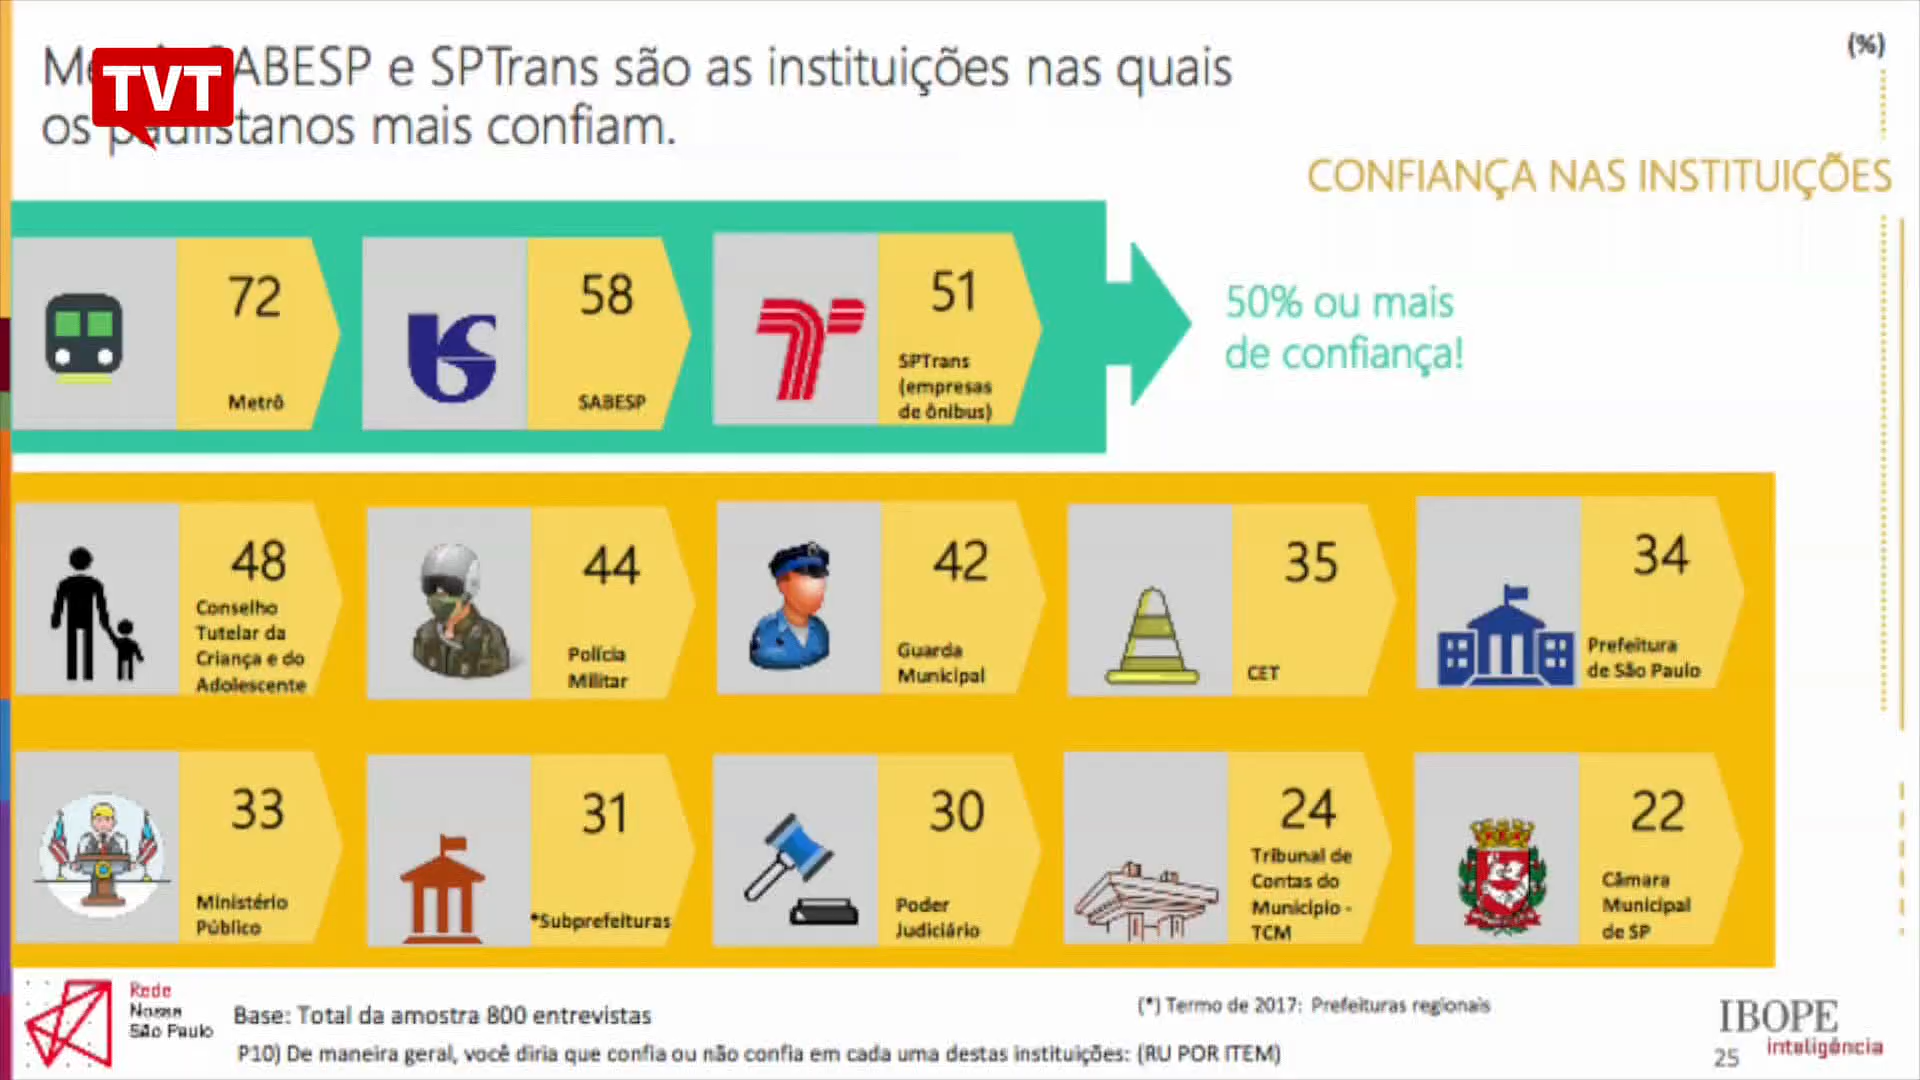 TVT
ABESP e SPTrans são as instituições nas quais
os paulistanos mais confiam.
(%)
CONFIANÇA NAS INSTITUIÇÕES
72
Metrô
58
SABESP
51
SPTrans
(empresas
de ônibus)
50% ou mais
de confiança!
48
Conselho
Tutelar da
Criança e do
Adolescente
44
Polícia
Militar
42
Guarda
Municipal
35
CET
34
Prefeitura
de São Paulo
33
Ministério
Público
31
*Subprefeituras
30
Poder
Judiciário
24
Tribunal de
Contas do
Município -
TCM
22
Câmara
Municipal
de SP
Rede
Nossa
São Paulo
Base: Total da amostra 800 entrevistas
(*) Termo de 2017: Prefeituras regionais
P10) De maneira geral, você diria que confia ou não confia em cada uma destas instituições: (RU POR ITEM)
IBOPE
inteligência
25